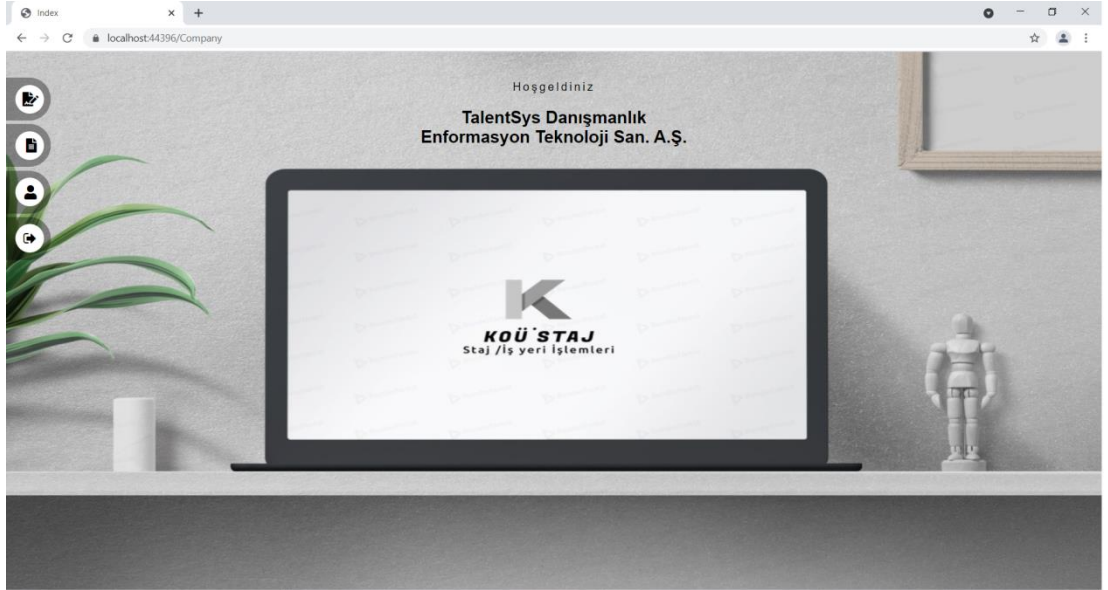 Index
localhost:44396/Company
Hoşgeldiniz
TalentSys Danışmanlık
Enformasyon Teknoloji San. A.Ş.
KOÜ'STAJ
Staj /İş yeri İşlemleri